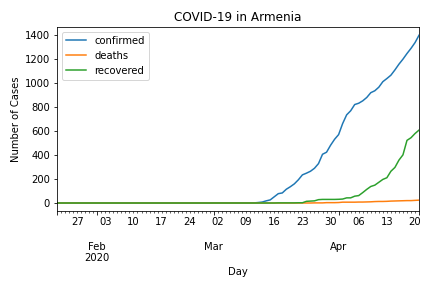 COVID-19 in Armenia
confirmed
deaths
recovered
Number of Cases
1400
1200
1000
800
600
400
200
0
27 03 10 17 24 02 09 16 23 30 06 13 20
Feb Mar Apr
2020
Day